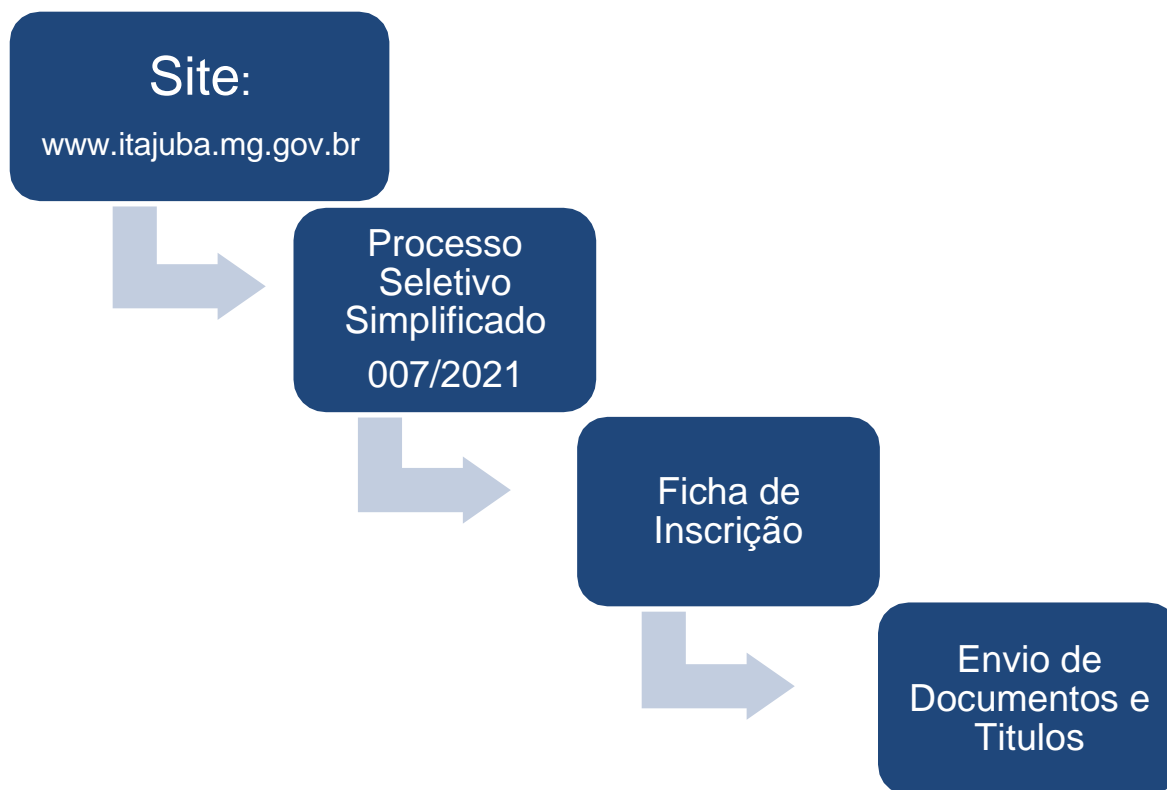 Site:
www.itajuba.mg.gov.br
Processo
Seletivo
Simplificado
007/2021
Ficha de
Inscrição
Envio de
Documentos e
Titulos